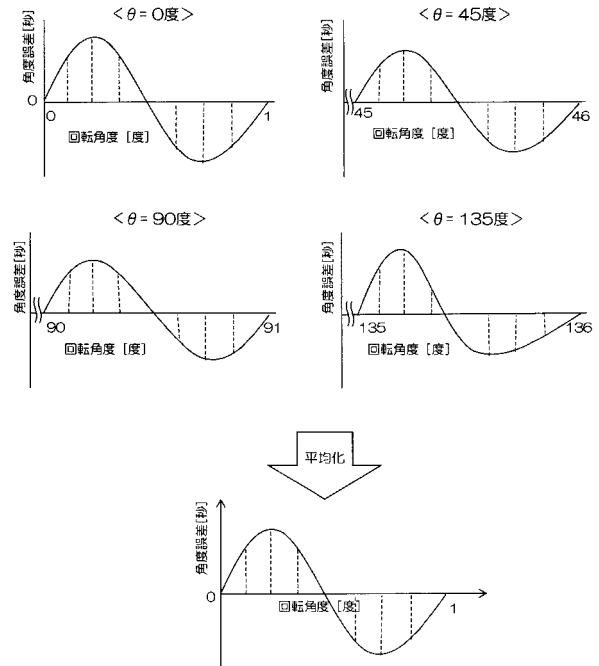 <θ=0度>
角度誤差[秒]
0
0
1
回転角度 [度]
<θ=45度>
角度誤差[秒]
45
46
回転角度 [度]
<θ=90度>
角度誤差[秒]
90
91
回転角度 [度]
<θ=135度>
角度誤差[秒]
135
136
回転角度 [度]
平均化
角度誤差[秒]
0
1
回転角度 [度]